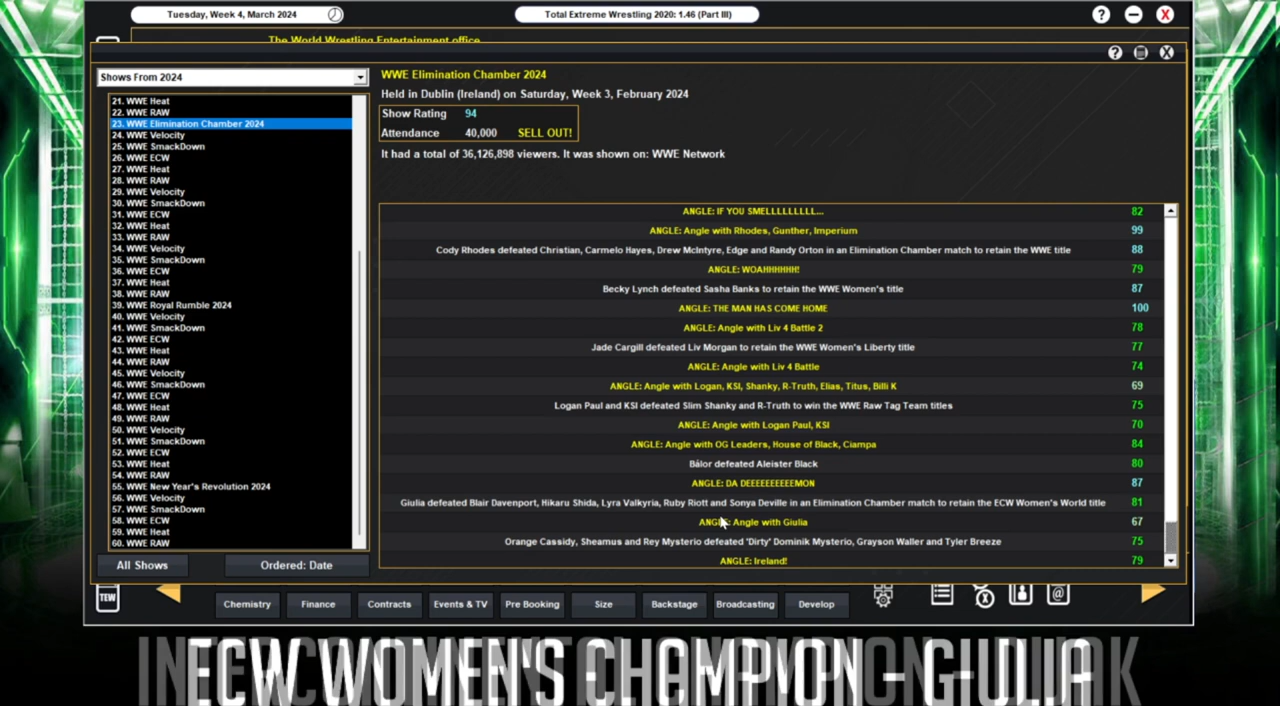 Tuesday, Week 4, March 2024
Total Extreme Wrestling 2020: 1.46 (Part III)
The World Wrestling Entertainment office
Shows From 2024
21. WWE Heat
22. WWE RAW
23. WWE Elimination Chamber 2024
24. WWE Velocity
25. WWE SmackDown
26. WWE ECW
27. WWE Heat
28. WWE RAW
29. WWE Velocity
30. WWE SmackDown
31. WWE ECW
32. WWE Heat
33. WWE RAW
34. WWE Velocity
35. WWE SmackDown
36. WWE ECW
37. WWE Heat
38. WWE RAW
39. WWE Royal Rumble 2024
40. WWE Velocity
41. WWE SmackDown
42. WWE ECW
43. WWE Heat
44. WWE RAW
45. WWE Velocity
46. WWE SmackDown
47. WWE ECW
48. WWE Heat
49. WWE RAW
50. WWE Velocity
51. WWE SmackDown
52. WWE ECW
53. WWE Heat
54. WWE RAW
55. WWE New Year's Revolution 2024
56. WWE Velocity
57. WWE SmackDown
58. WWE ECW
59. WWE Heat
60. WWE RAW
All Shows
Ordered: Date
WWE Elimination Chamber 2024
Held in Dublin (Ireland) on Saturday, Week 3, February 2024
Show Rating 94
Attendance 40,000 SELL OUT!
It had a total of 36,126,898 viewers. It was shown on: WWE Network
ANGLE: IF YOU SMELLLLLLLLL... 82
ANGLE: Angle with Rhodes, Gunther, Imperium 99
Cody Rhodes defeated Christian, Carmelo Hayes, Drew McIntyre, Edge and Randy Orton in an Elimination Chamber match to retain the WWE title 88
ANGLE: WOAHHHHHH! 79
Becky Lynch defeated Sasha Banks to retain the WWE Women's title 87
ANGLE: THE MAN HAS COME HOME 100
ANGLE: Angle with Liv 4 Battle 2 78
Jade Cargill defeated Liv Morgan to retain the WWE Women's Liberty title 77
ANGLE: Angle with Liv 4 Battle 74
ANGLE: Angle with Logan, KSI, Shanky, R-Truth, Elias, Titus, Billi K 69
Logan Paul and KSI defeated Slim Shanky and R-Truth to win the WWE Raw Tag Team titles 75
ANGLE: Angle with Logan Paul, KSI 70
ANGLE: Angle with OG Leaders, House of Black, Ciampa 84
Bálor defeated Aleister Black 80
ANGLE: DA DEEEEEEEEEMON 87
Giulia defeated Blair Davenport, Hikaru Shida, Lyra Valkyria, Ruby Riott and Sonya Deville in an Elimination Chamber match to retain the ECW Women's World title 81
ANGLE: Angle with Giulia 67
Orange Cassidy, Sheamus and Rey Mysterio defeated 'Dirty' Dominik Mysterio, Grayson Waller and Tyler Breeze 75
ANGLE: Ireland! 79
TEW
Chemistry
Finance
Contracts
Events & TV
Pre Booking
Size
Backstage
Broadcasting
Develop
ECW WOMEN'S CHAMPION - GIULIA